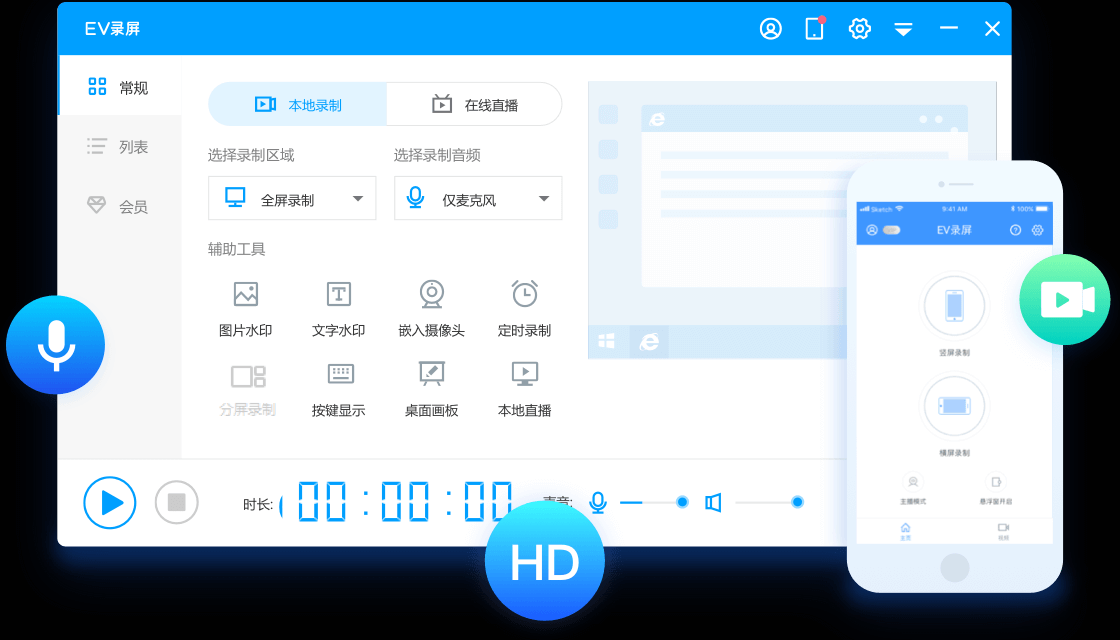 EV录屏
常规
列表
会员
本地录制
在线直播
选择录制区域
选择录制音频
全屏录制
仅麦克风
辅助工具
图片水印
文字水印
嵌入摄像头
定时录制
分屏录制
按键显示
桌面画板
本地直播
时长:
00:00:00
声音:
HD
Sketch
9:41 AM
100%
EV录屏
竖屏录制
横屏录制
主播模式
悬浮窗开启
主页
视频